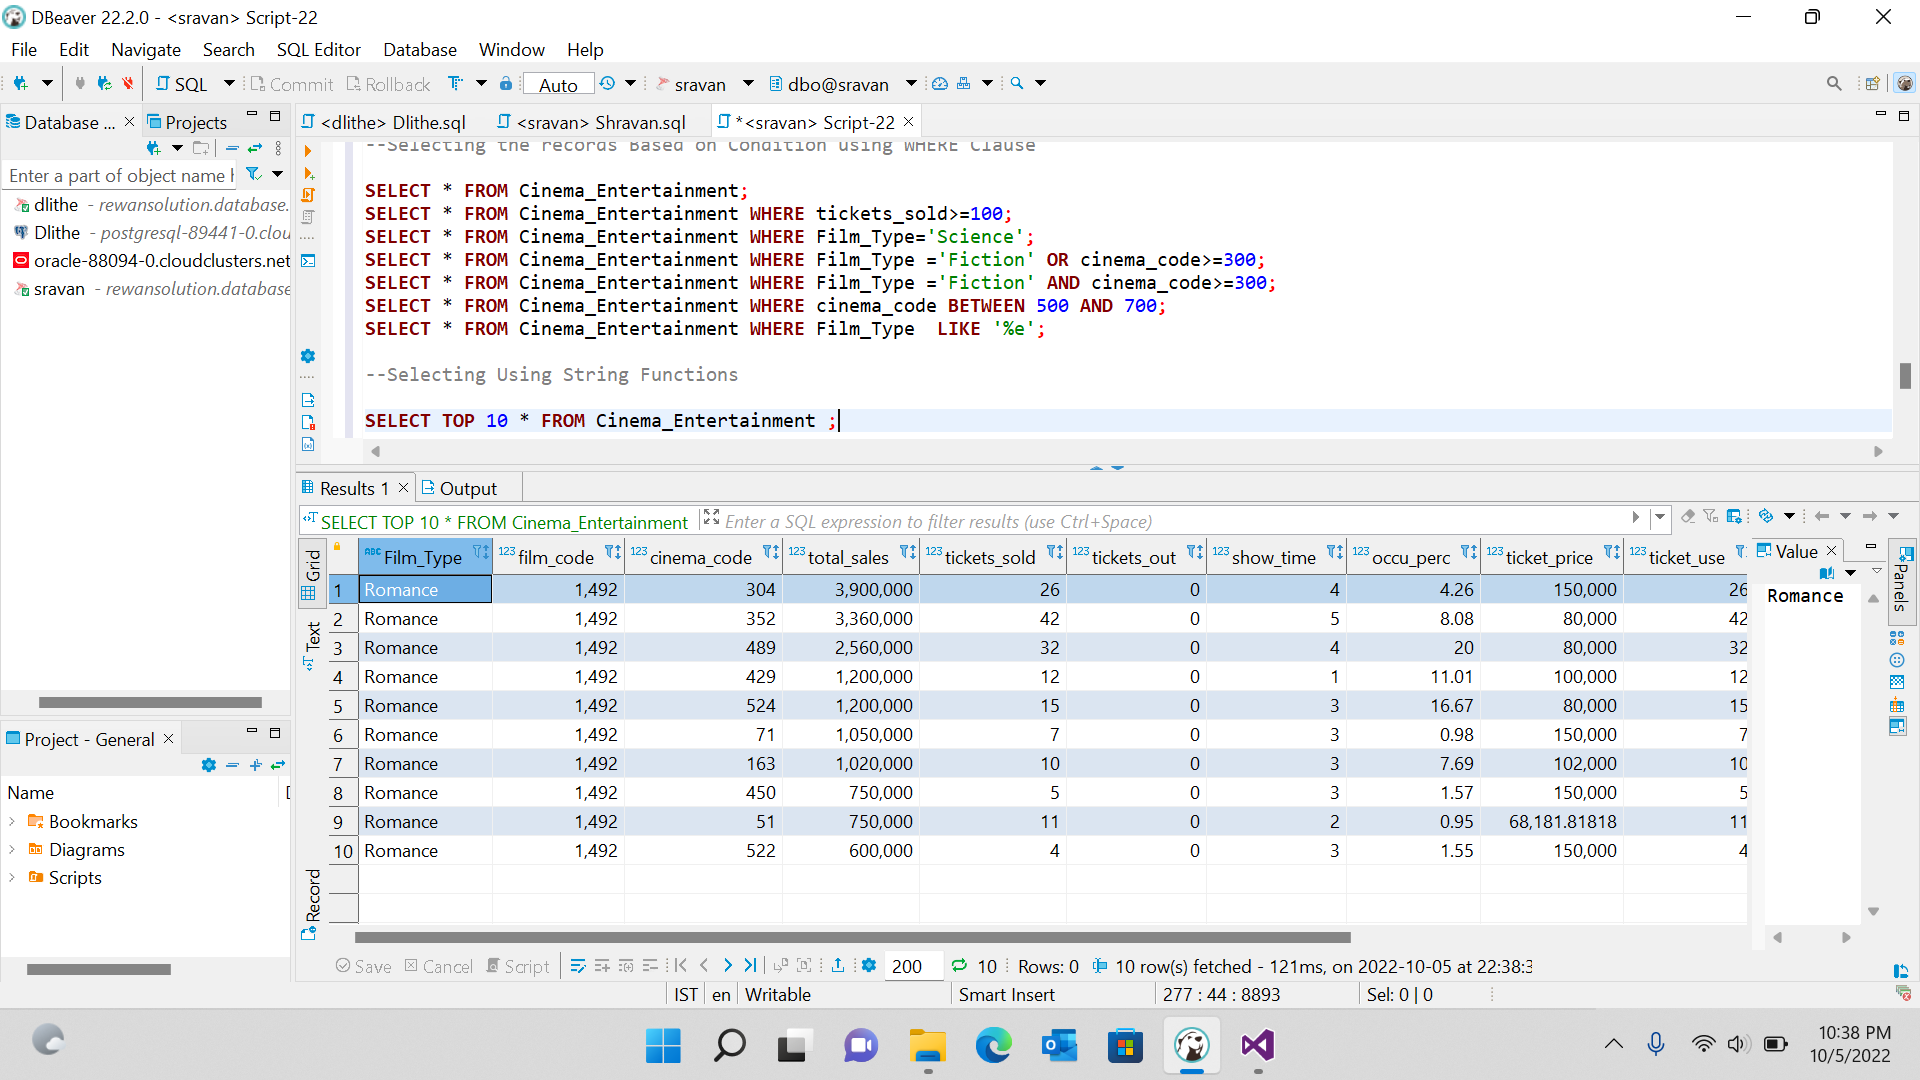 DBeaver 22.2.0 - <sravan> Script-22
File Edit Navigate Search SQL Editor Database Window Help
SQL Commit Rollback Auto sravan dbo@sravan
Database ... Projects
<dlithe> Dlithe.sql <sravan> Shravan.sql *<sravan> Script-22
Enter a part of object name h
dlithe - rewansolution.database.
Dlithe - postgresql-89441-0.clou
oracle-88094-0.cloudclusters.net
sravan - rewansolution.database
--Selecting the records Based on Condition using WHERE Clause
SELECT * FROM Cinema_Entertainment;
SELECT * FROM Cinema_Entertainment WHERE tickets_sold>=100;
SELECT * FROM Cinema_Entertainment WHERE Film_Type='Science';
SELECT * FROM Cinema_Entertainment WHERE Film_Type ='Fiction' OR cinema_code>=300;
SELECT * FROM Cinema_Entertainment WHERE Film_Type ='Fiction' AND cinema_code>=300;
SELECT * FROM Cinema_Entertainment WHERE cinema_code BETWEEN 500 AND 700;
SELECT * FROM Cinema_Entertainment WHERE Film_Type  LIKE '%e';
--Selecting Using String Functions
SELECT TOP 10 * FROM Cinema_Entertainment ;
Results 1 Output
SELECT TOP 10 * FROM Cinema_Entertainment Enter a SQL expression to filter results (use Ctrl+Space)
Grid
Text
Record
ABC Film_Type 123 film_code 123 cinema_code 123 total_sales 123 tickets_sold 123 tickets_out 123 show_time 123 occu_perc 123 ticket_price 123 ticket_use
1 Romance 1,492 304 3,900,000 26 0 4 4.26 150,000 26
2 Romance 1,492 352 3,360,000 42 0 5 8.08 80,000 42
3 Romance 1,492 489 2,560,000 32 0 4 20 80,000 32
4 Romance 1,492 429 1,200,000 12 0 1 11.01 100,000 12
5 Romance 1,492 524 1,200,000 15 0 3 16.67 80,000 15
6 Romance 1,492 71 1,050,000 7 0 3 0.98 150,000 7
7 Romance 1,492 163 1,020,000 10 0 3 7.69 102,000 10
8 Romance 1,492 450 750,000 5 0 3 1.57 150,000 5
9 Romance 1,492 51 750,000 11 0 2 0.95 68,181.81818 11
10 Romance 1,492 522 600,000 4 0 3 1.55 150,000 4
Value
Romance
Panels
Project - General
Name
Bookmarks
Diagrams
Scripts
Save Cancel Script 200 10 Rows: 0 10 row(s) fetched - 121ms, on 2022-10-05 at 22:38:3
IST en Writable Smart Insert 277 : 44 : 8893 Sel: 0 | 0
10:38 PM
10/5/2022